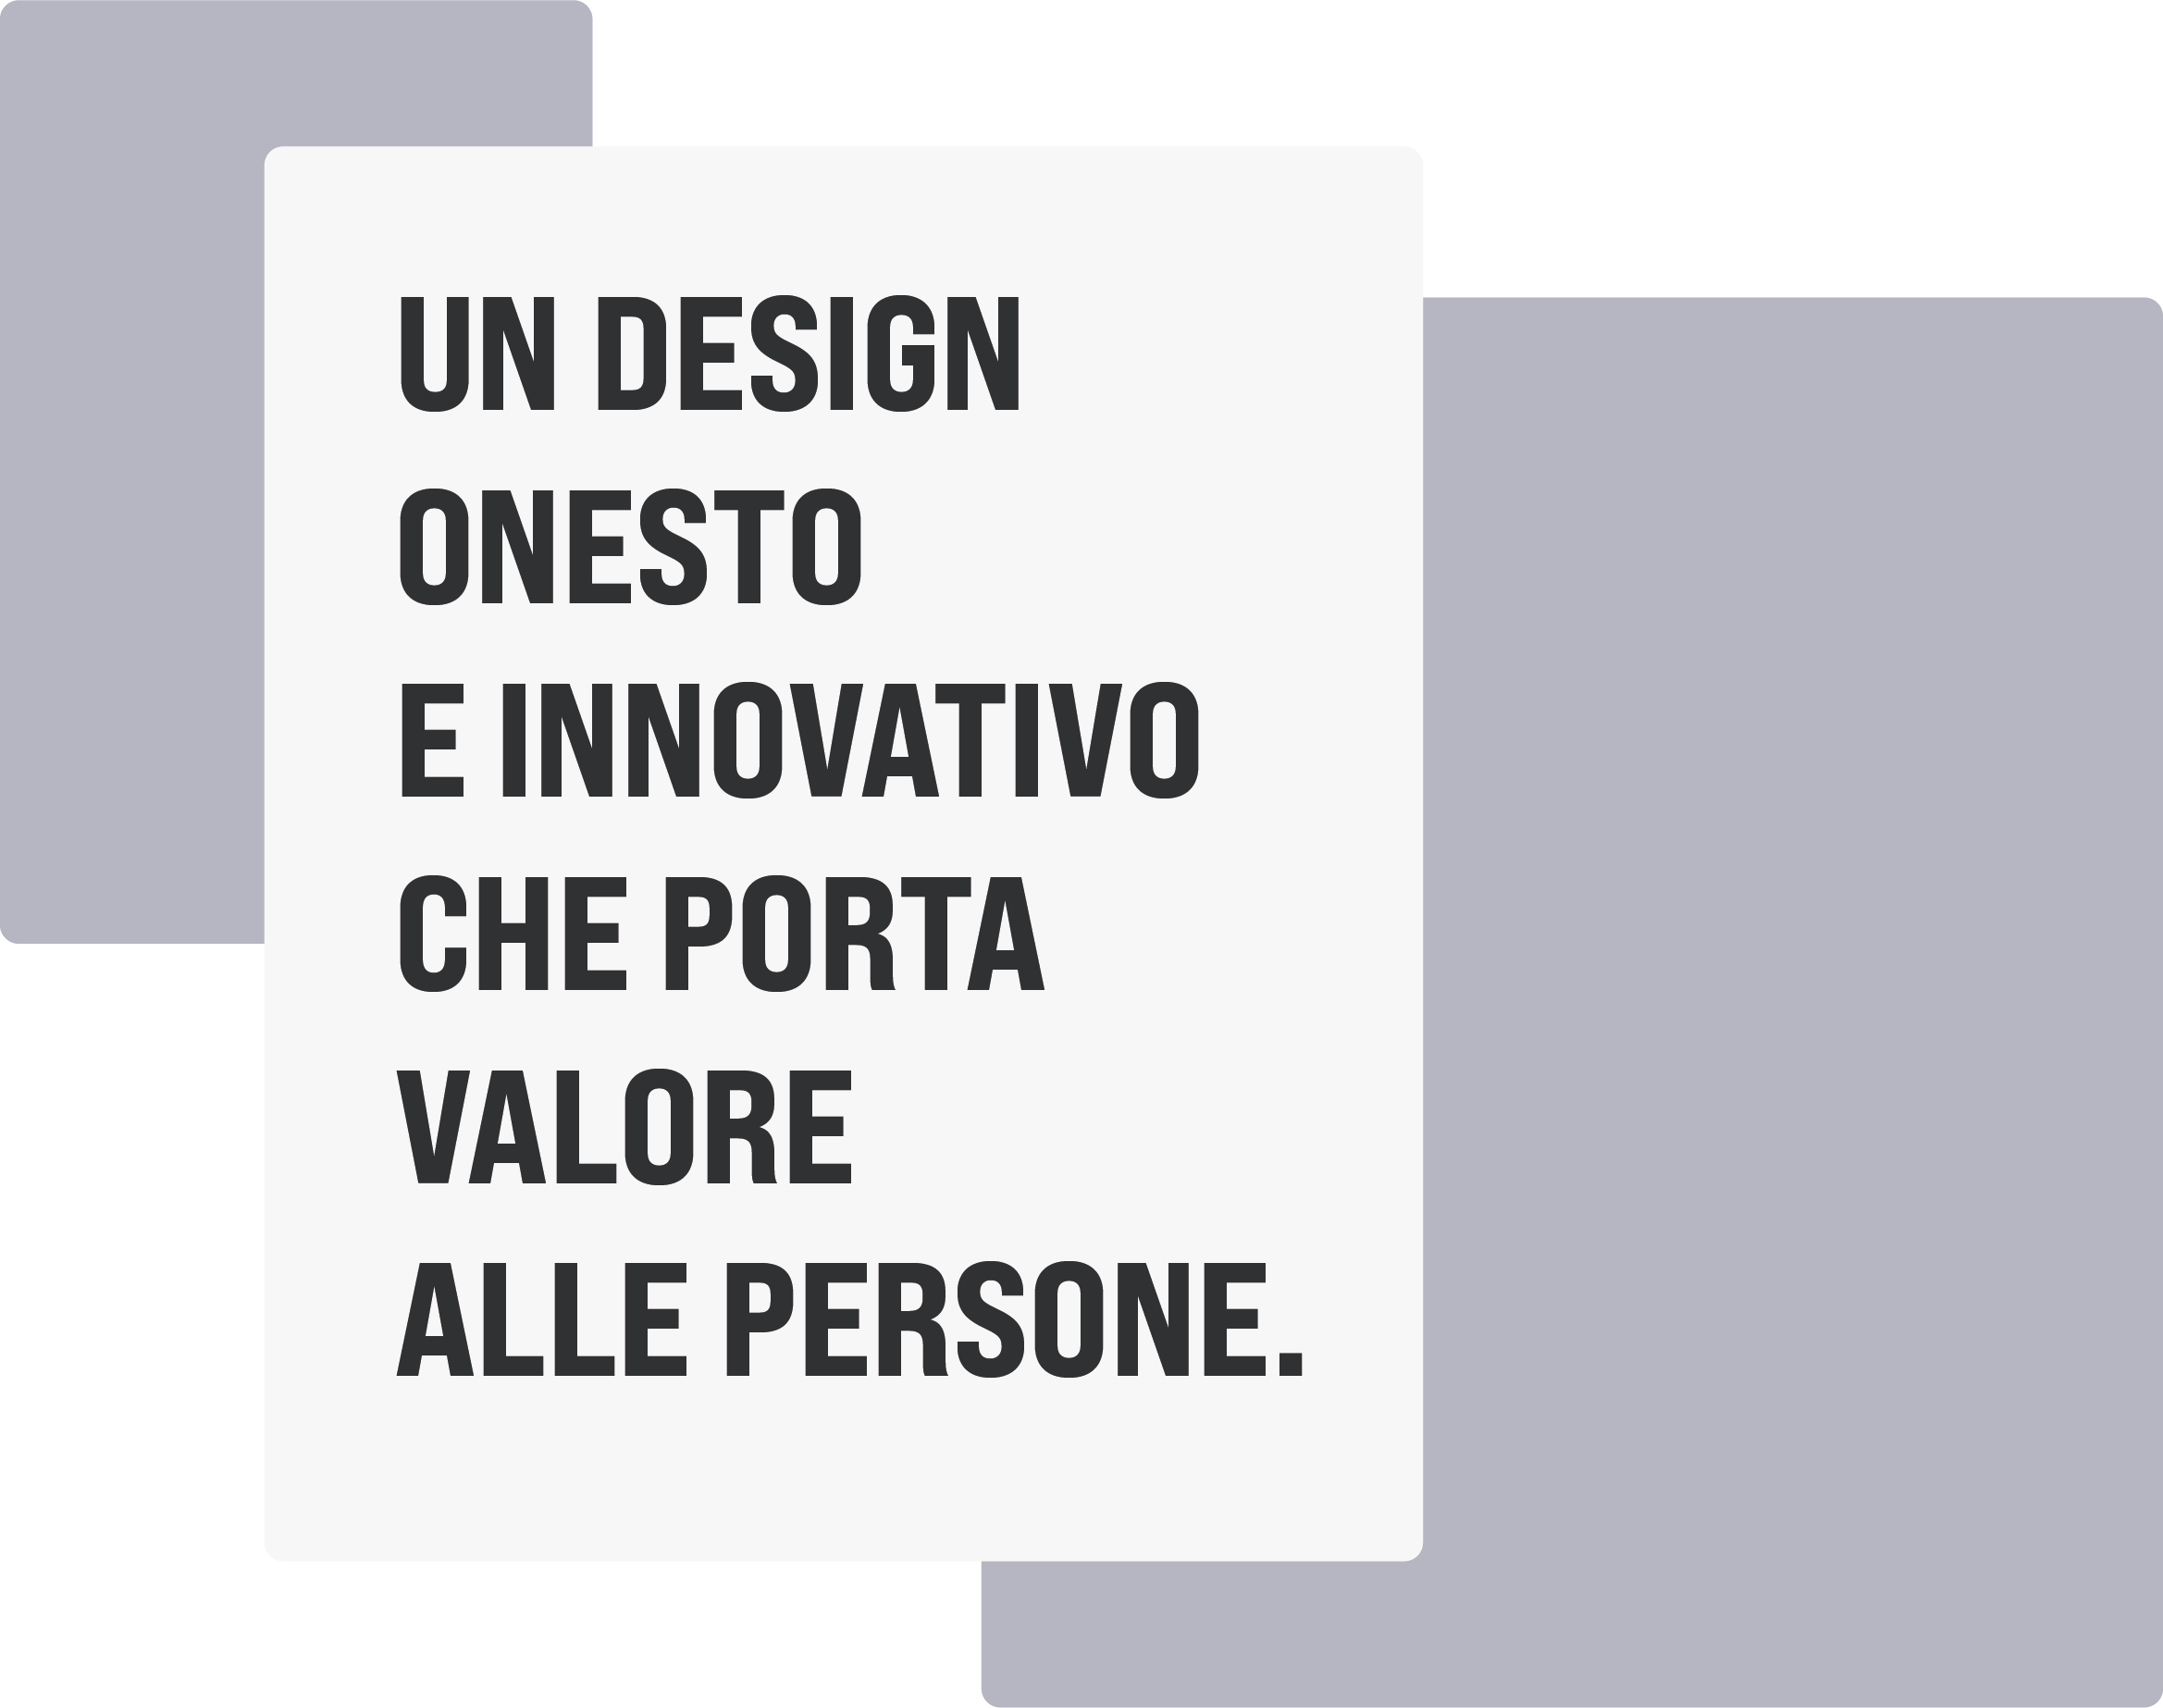 UN DESIGN
ONESTO
E INNOVATIVO
CHE PORTA
VALORE
ALLE PERSONE.